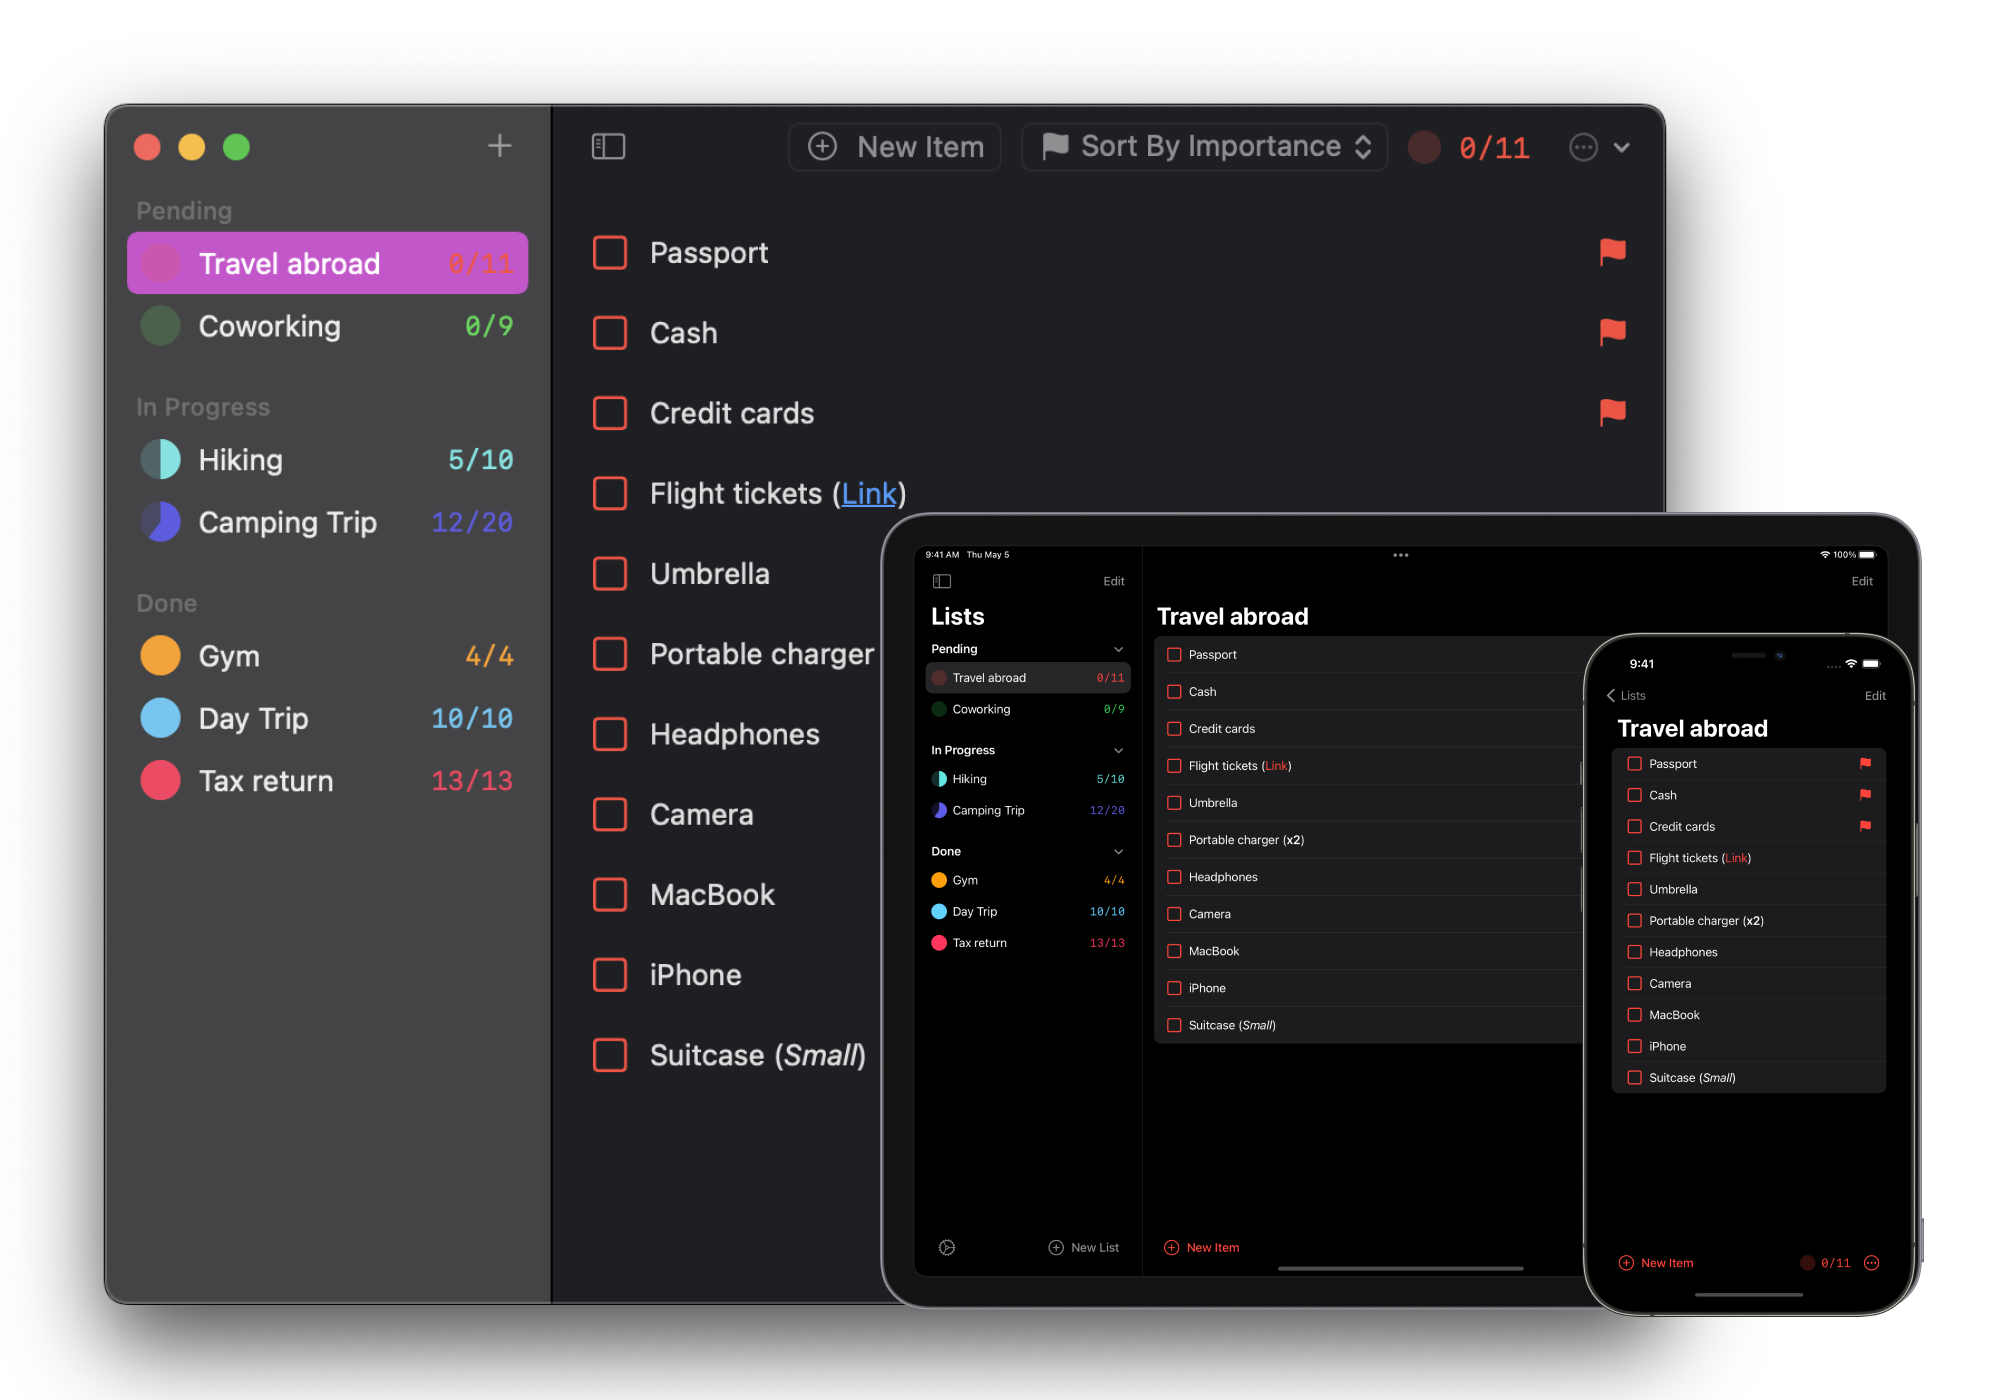 New Item
Sort By Importance
0/11
Pending
Travel abroad 0/11
Coworking 0/9
In Progress
Hiking 5/10
Camping Trip 12/20
Done
Gym 4/4
Day Trip 10/10
Tax return 13/13
Passport
Cash
Credit cards
Flight tickets (Link)
Umbrella
Portable charger
Headphones
Camera
MacBook
iPhone
Suitcase (Small)
9:41 AM Thu May 5
100%
Edit
Edit
Lists
Pending
Travel abroad 0/11
Coworking 0/9
In Progress
Hiking 5/10
Camping Trip 12/20
Done
Gym 4/4
Day Trip 10/10
Tax return 13/13
New List
Travel abroad
Passport
Cash
Credit cards
Flight tickets (Link)
Umbrella
Portable charger (x2)
Headphones
Camera
MacBook
iPhone
Suitcase (Small)
New Item
9:41
Lists
Edit
Travel abroad
Passport
Cash
Credit cards
Flight tickets (Link)
Umbrella
Portable charger (x2)
Headphones
Camera
MacBook
iPhone
Suitcase (Small)
New Item
0/11